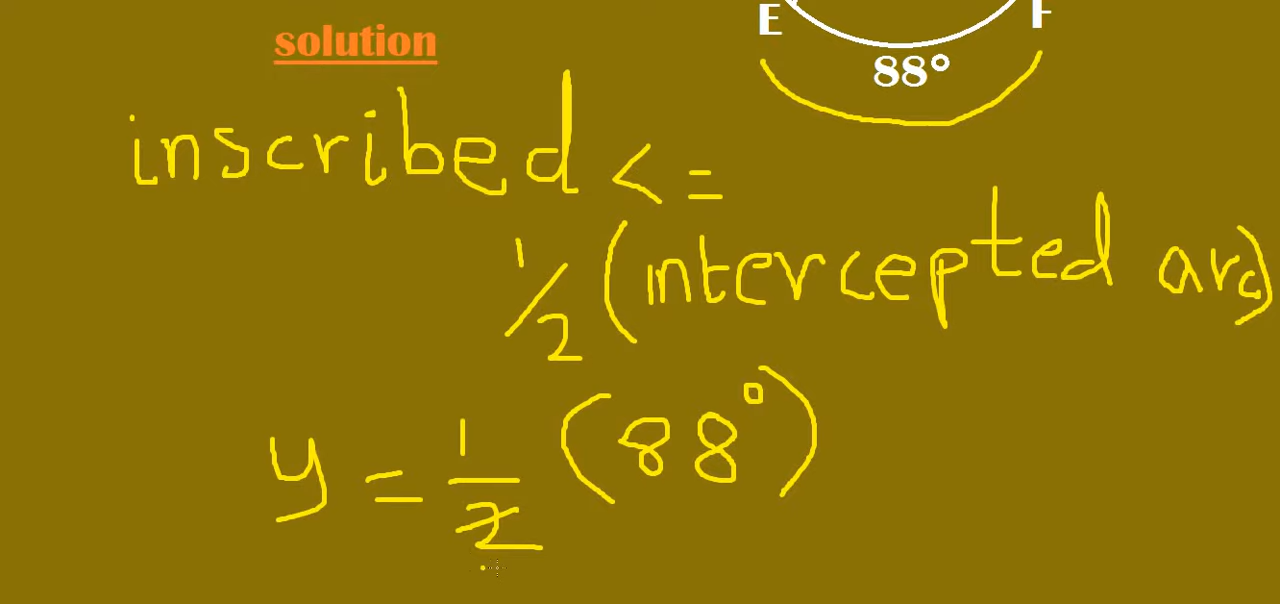 E F
solution
88°
inscribed < =
1/2 (intercepted arc)
y = 1/2 (88°)